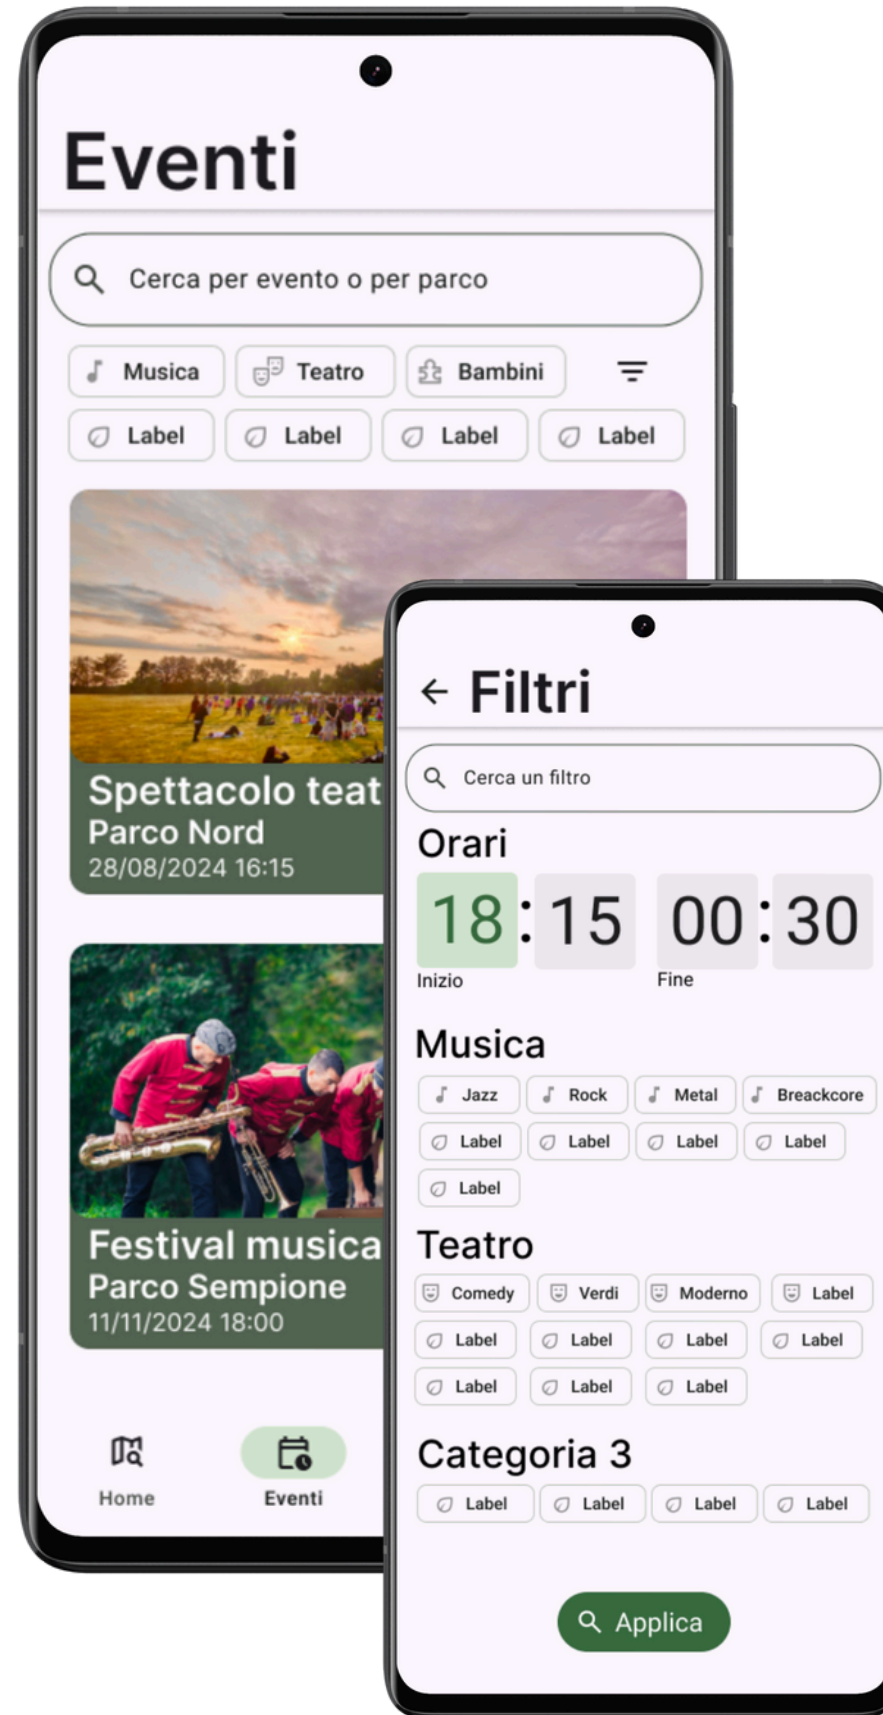 Eventi
Cerca per evento o per parco
Musica Teatro Bambini
Label Label Label Label
Spettacolo teat
Parco Nord
28/08/2024 16:15
Festival musica
Parco Sempione
11/11/2024 18:00
Home Eventi
Filtri
Cerca un filtro
Orari
18:15 00:30
Inizio Fine
Musica
Jazz Rock Metal Breackcore
Label Label Label Label
Label
Teatro
Comedy Verdi Moderno Label
Label Label Label Label
Label Label Label
Categoria 3
Label Label Label Label
Applica